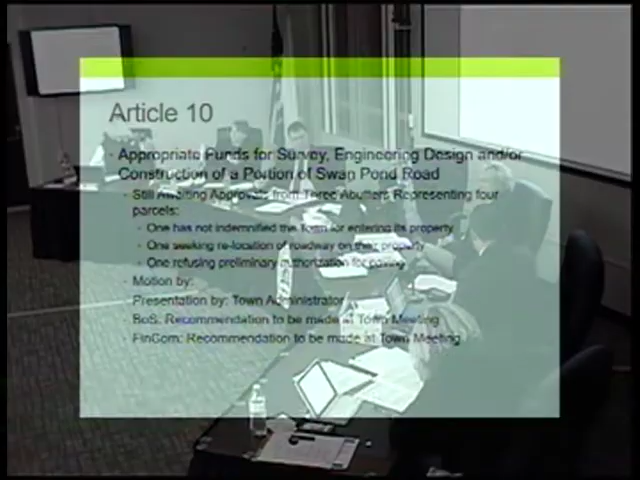 Article 10
Appropriate Funds for Survey, Engineering Design and/or
Construction of a Portion of Swap Pond Road
Still Awaiting Approvals from Three Abutters Representing four
parcels:
One has not indemnified the Town for entering its property
One seeking re-location of roadway on their property
One refusing preliminary authorization for paving
Motion by:
Presentation by: Town Administrator
BoS: Recommendation to be made at Town Meeting
FinCom: Recommendation to be made at Town Meeting